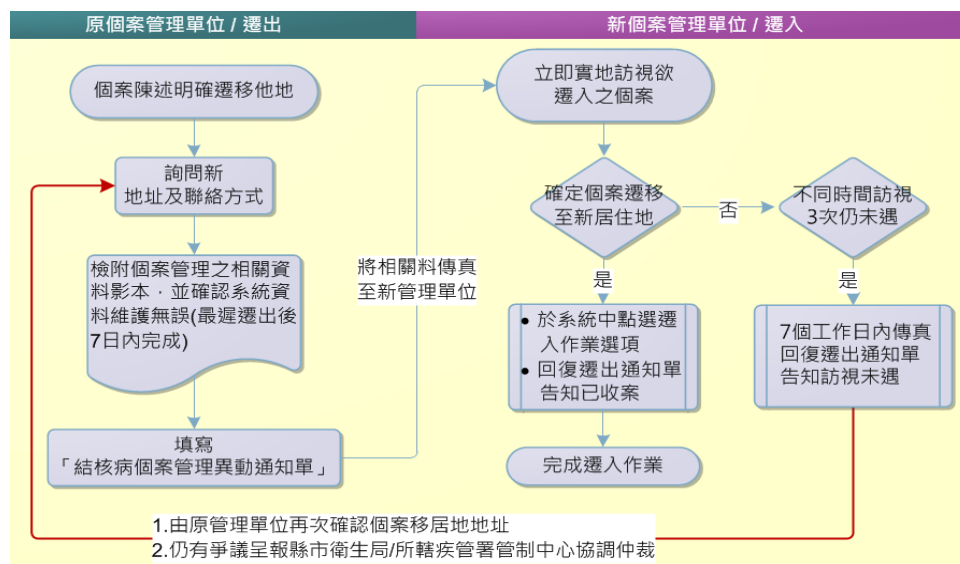 原個案管理單位 / 遷出
新個案管理單位 / 遷入
個案陳述明確遷移他地
詢問新
地址及聯絡方式
檢附個案管理之相關資
料影本，並確認系統資
料維護無誤(最遲遷出後
7日內完成)
填寫
「結核病個案管理異動通知單」
將相關料傳真
至新管理單位
立即實地訪視欲
遷入之個案
確定個案遷移
至新居住地
否
不同時間訪視
3次仍未遇
是
是
• 於系統中點選遷
入作業選項
• 回復遷出通知單
告知已收案
7個工作日內傳真
回復遷出通知單
告知訪視未遇
完成遷入作業
1.由原管理單位再次確認個案移居地地址
2.仍有爭議呈報縣市衛生局/所轄疾管署管制中心協調仲裁